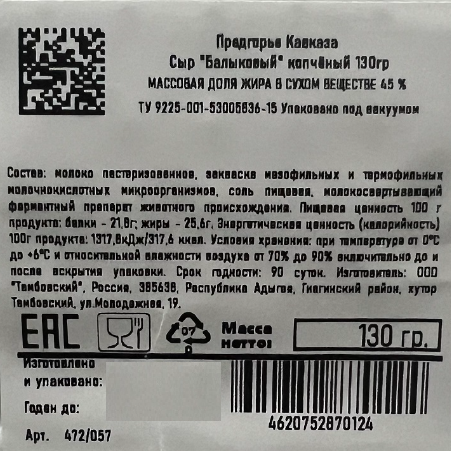 Предгорье Кавказа
Сыр "Балыковый" копчёный 130гр
МАССОВАЯ ДОЛЯ ЖИРА В СУХОМ ВЕЩЕСТВЕ 45 %
ТУ 9225-001-53005636-15 Упаковано под вакуумом
Состав: молоко пастеризованное, закваска мезофильных и термофильных
молочнокислотных микроорганизмов, соль пищевая, молокосвертывающий
ферментный препарат животного происхождения. Пищевая ценность 100 г
продукта: белки - 21,8г; жиры - 25,6г. Энергетическая ценность (калорийность)
100г продукта: 1317,8кДж/317,6 ккал. Условия хранения: при температуре от 0°С
до +6°С и относительной влажности воздуха от 70% до 90% включительно до и
после вскрытия упаковки. Срок годности: 90 суток. Изготовитель: ООО
"Тамбовский", Россия, 385638, Республика Адыгея, Гиагинский район, хутор
Тамбовский, ул.Молодежная, 19.
EAC
07
Масса
нетто:
130 гр.
Изготовлено
и упаковано:
Годен до:
Арт. 472/057
4620752870124